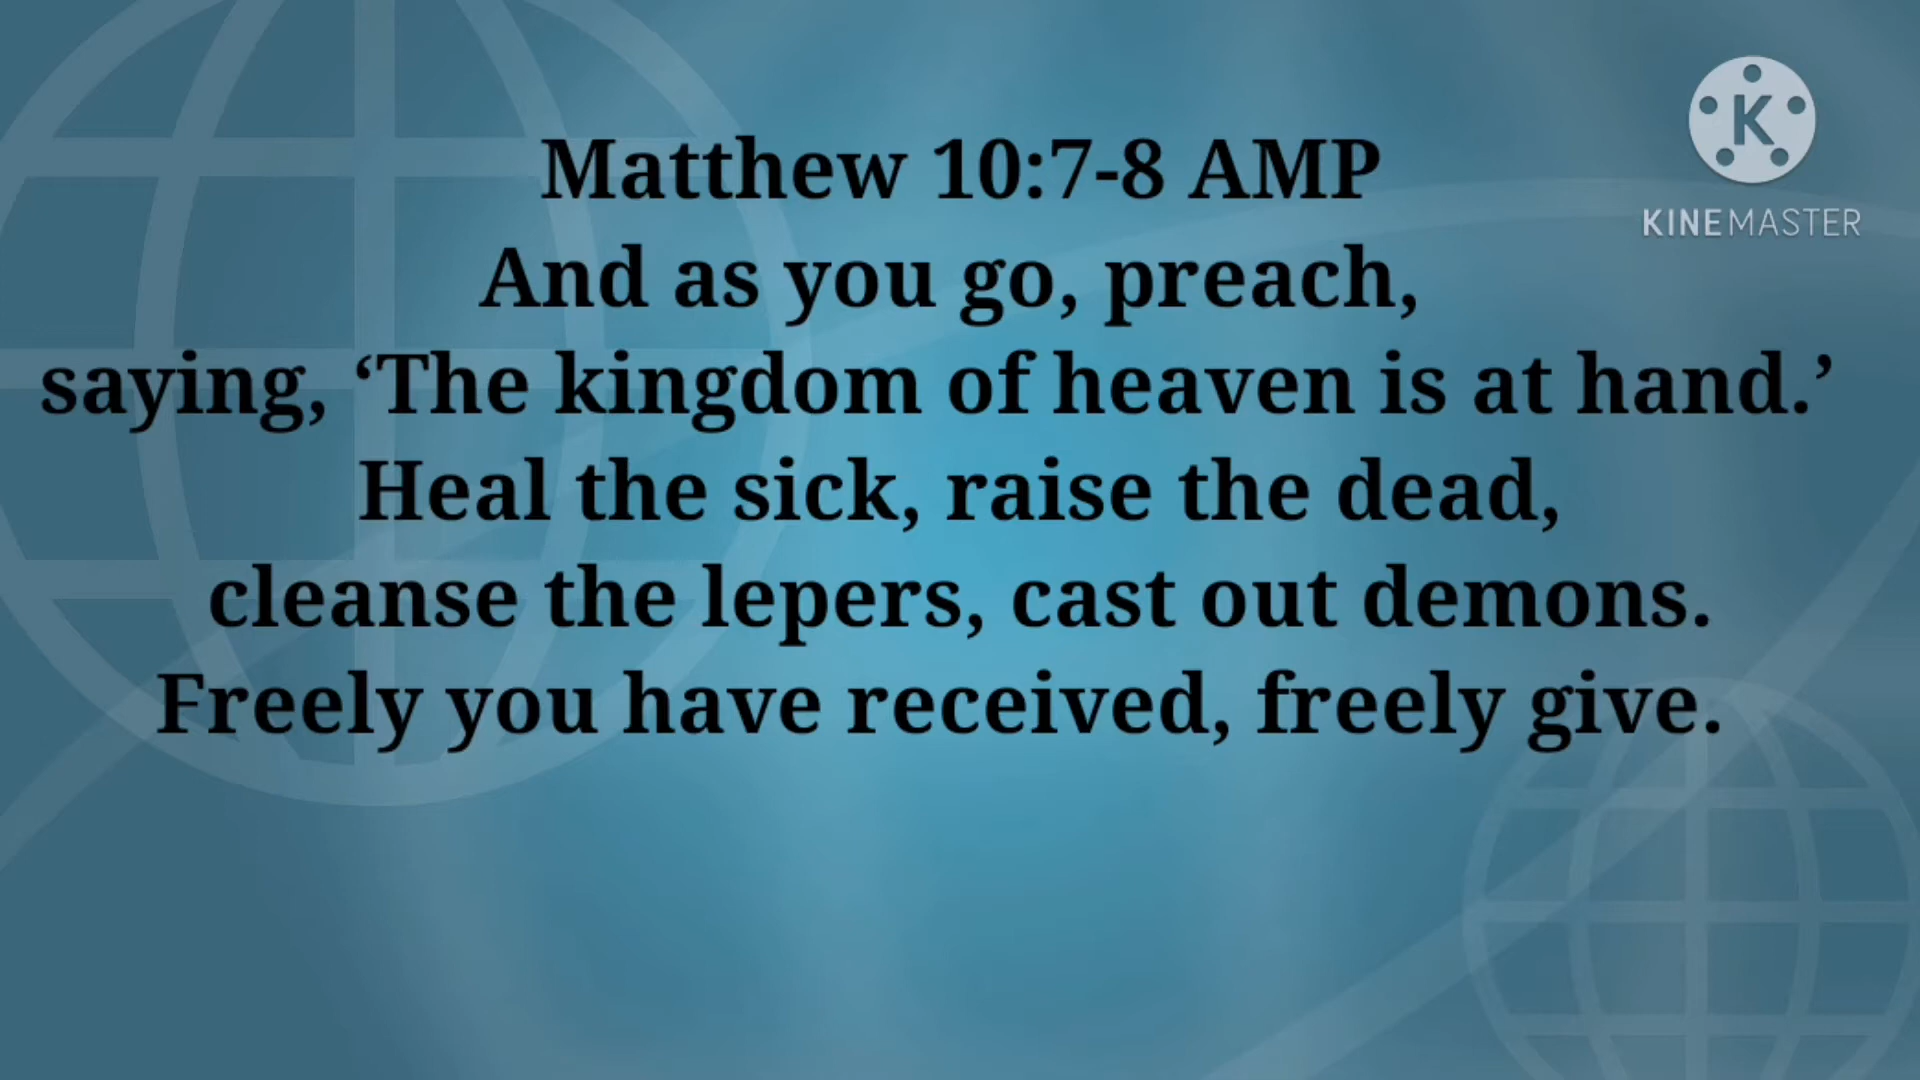 Matthew 10:7-8 AMP
And as you go, preach,
saying, ‘The kingdom of heaven is at hand.’
Heal the sick, raise the dead,
cleanse the lepers, cast out demons.
Freely you have received, freely give.
K
KINEMASTER